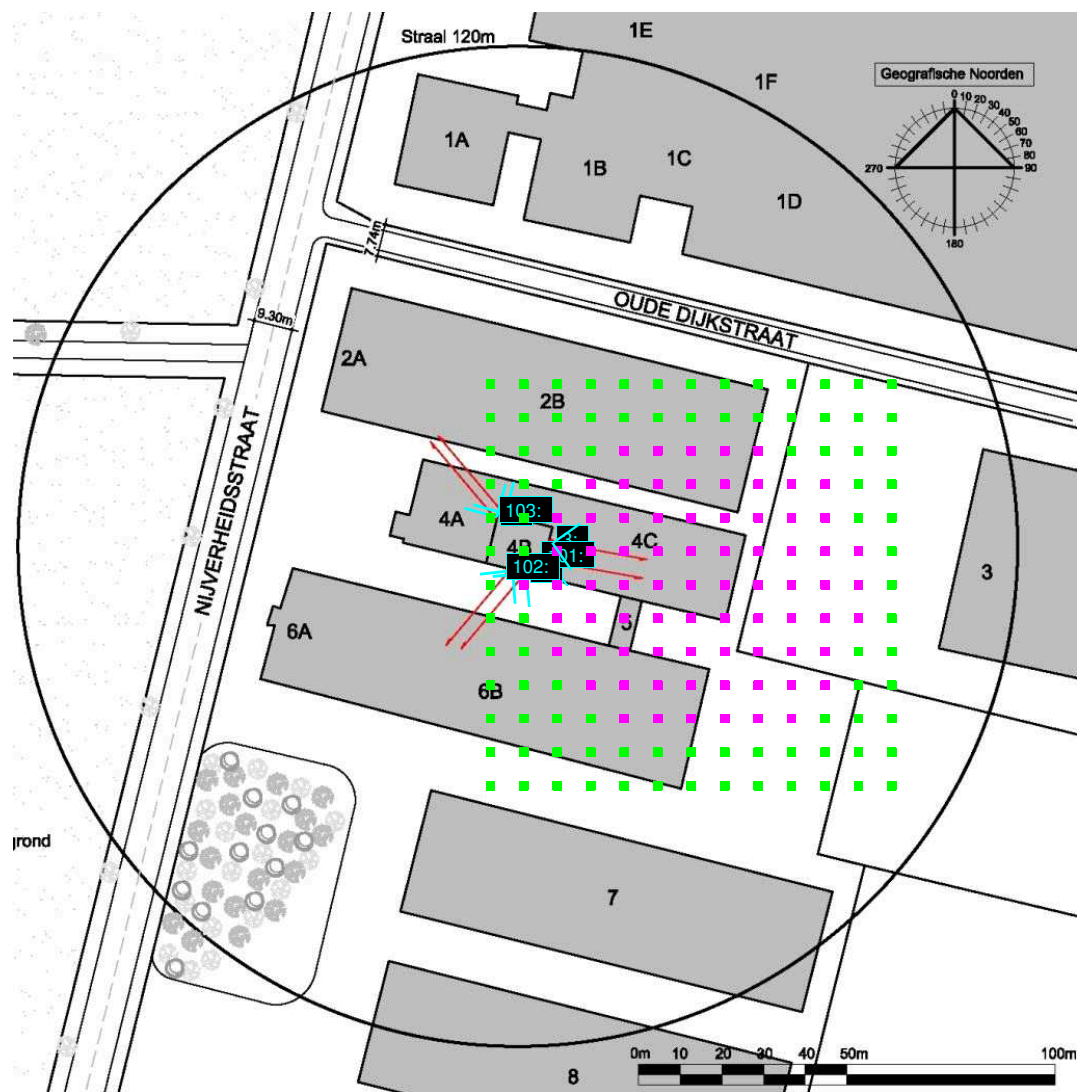 Straal 120m
1E
1F
Geografische Noorden
0 10 20 30 40 50 60 70 80 90
270
180
1A
1B
1C
1D
7.74m
9.30m
OUDE DIJKSTRAAT
NIJVERHEIDSSTRAAT
2A
2B
103:
4A
4C
102:
3
5
6A
6B
grond
7
8
0m 10 20 30 40 50m 100m